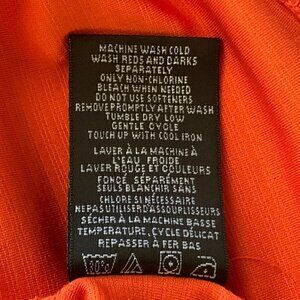 MACHINE WASH COLD
WASH REDS AND DARKS
SEPARATELY
ONLY NON-CHLORINE
BLEACH WHEN NEEDED
DO NOT USE SOFTENERS
REMOVE PROMPTLY AFTER WASH
TUMBLE DRY LOW
GENTLE CYCLE
TOUCH UP WITH COOL IRON
LAVER À LA MACHINE À
L'EAU FROIDE
LAVER ROUGE ET COULEURS
FONCÉ SÉPARÉMENT
SEULS BLANCHIR SANS
CHLORE SI NÉCESSAIRE
NE PAS UTILISER D'ASSOUPLISSEURS
SÉCHER À LA MACHINE BASSE
TEMPÉRATURE, CYCLE DÉLICAT
REPASSER À FER BAS